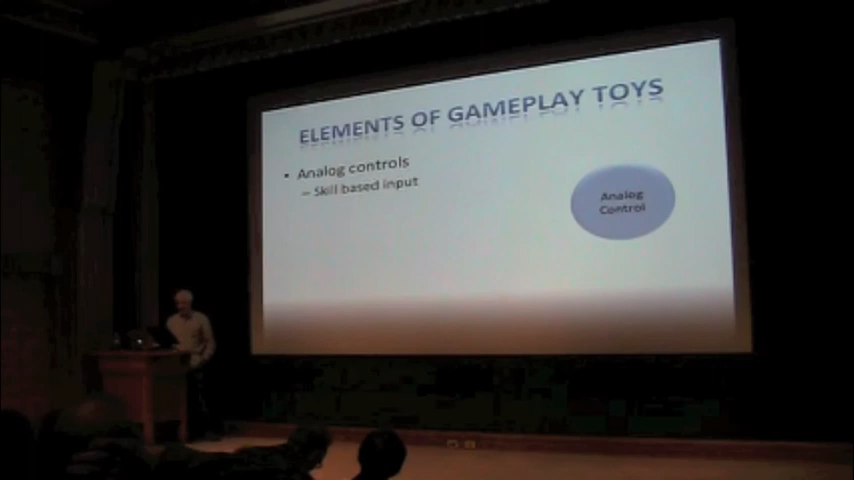 ELEMENTS OF GAMEPLAY TOYS
• Analog controls
– Skill based input
Analog
Control